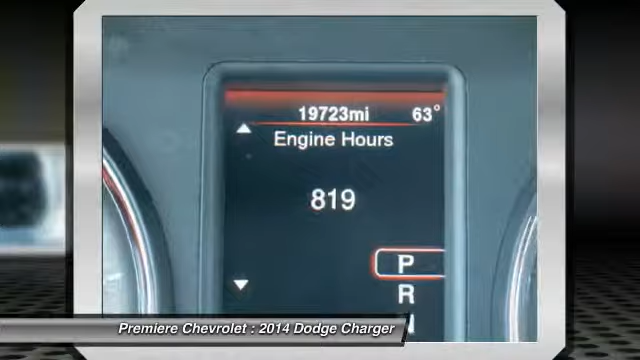 19723mi 63°
Engine Hours
819
P
R
N
Premiere Chevrolet : 2014 Dodge Charger